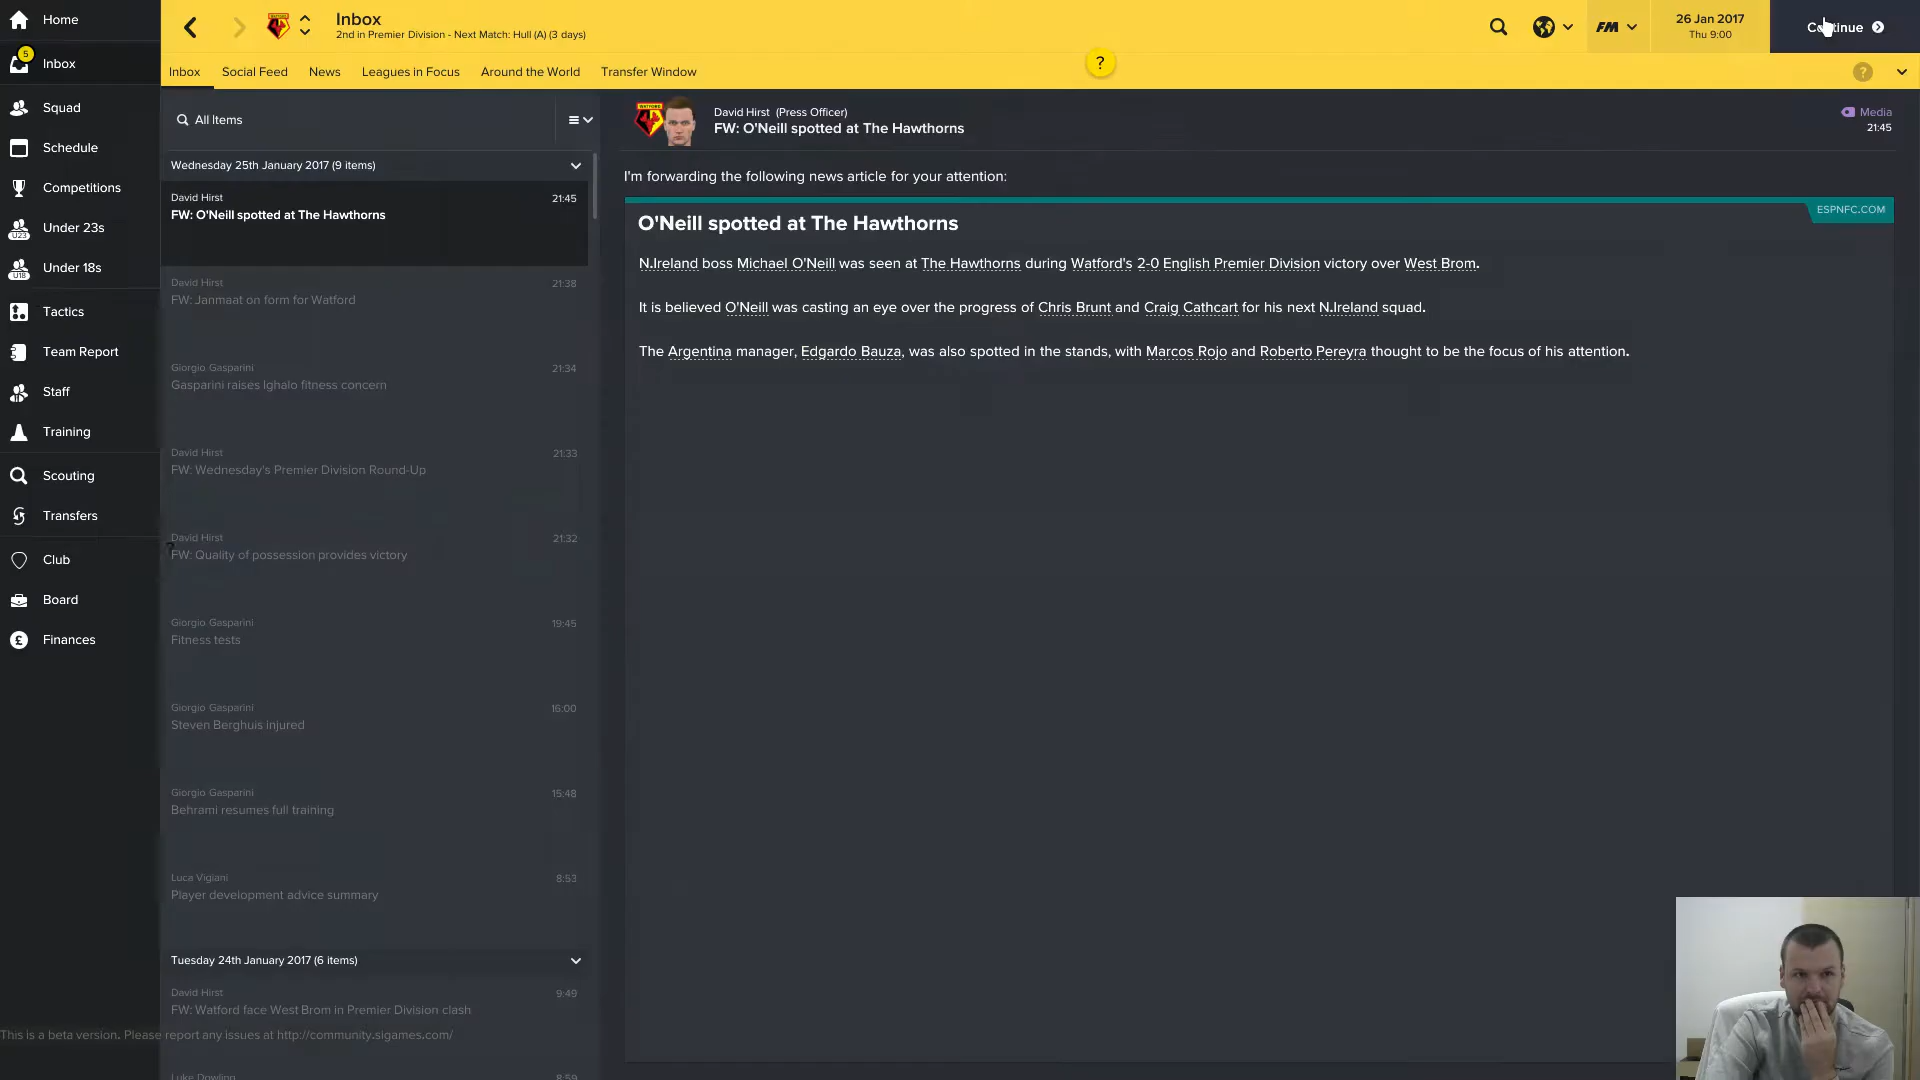 Home
Inbox
5
Squad
Schedule
Competitions
Under 23s
U23
Under 18s
U18
Tactics
Team Report
Staff
Training
Scouting
Transfers
Club
Board
Finances
Inbox
2nd in Premier Division - Next Match: Hull (A) (3 days)
FM
26 Jan 2017
Thu 9:00
Continue
Inbox Social Feed News Leagues in Focus Around the World Transfer Window
?
?
All Items
Wednesday 25th January 2017 (9 items)
David Hirst 21:45
FW: O'Neill spotted at The Hawthorns
David Hirst 21:38
FW: Janmaat on form for Watford
Giorgio Gasparini 21:34
Gasparini raises Ighalo fitness concern
David Hirst 21:33
FW: Wednesday's Premier Division Round-Up
David Hirst 21:32
FW: Quality of possession provides victory
Giorgio Gasparini 19:45
Fitness tests
Giorgio Gasparini 16:00
Steven Berghuis injured
Giorgio Gasparini 15:48
Behrami resumes full training
Luca Vigiani 8:53
Player development advice summary
Tuesday 24th January 2017 (6 items)
David Hirst 9:49
FW: Watford face West Brom in Premier Division clash
This is a beta version. Please report any issues at http://community.sigames.com/
Luke Dowling 8:59
David Hirst (Press Officer)
FW: O'Neill spotted at The Hawthorns
Media
21:45
I'm forwarding the following news article for your attention:
ESPNFC.COM
O'Neill spotted at The Hawthorns
N.Ireland boss Michael O'Neill was seen at The Hawthorns during Watford's 2-0 English Premier Division victory over West Brom.
It is believed O'Neill was casting an eye over the progress of Chris Brunt and Craig Cathcart for his next N.Ireland squad.
The Argentina manager, Edgardo Bauza, was also spotted in the stands, with Marcos Rojo and Roberto Pereyra thought to be the focus of his attention.